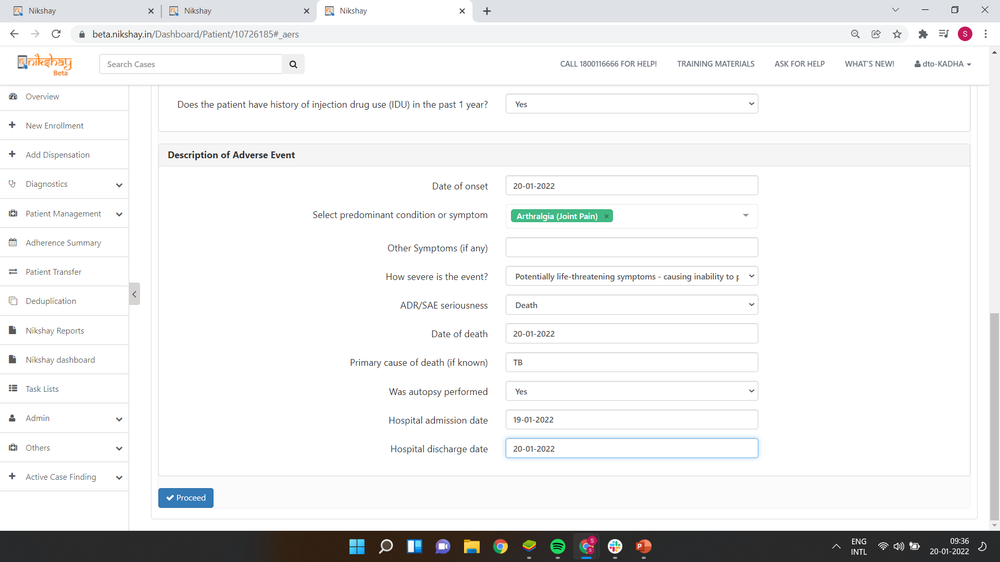 Nikshay
Nikshay
Nikshay
beta.nikshay.in/Dashboard/Patient/10726185#_aers
S
nikshay
Beta
Search Cases
CALL 1800116666 FOR HELP!
TRAINING MATERIALS
ASK FOR HELP
WHAT'S NEW!
dto-KADHA
Overview
New Enrollment
Add Dispensation
Diagnostics
Patient Management
Adherence Summary
Patient Transfer
Deduplication
Nikshay Reports
Nikshay dashboard
Task Lists
Admin
Others
Active Case Finding
Does the patient have history of injection drug use (IDU) in the past 1 year? Yes
Description of Adverse Event
Date of onset 20-01-2022
Select predominant condition or symptom Arthralgia (Joint Pain) ×
Other Symptoms (if any)
How severe is the event? Potentially life-threatening symptoms - causing inability to p
ADR/SAE seriousness Death
Date of death 20-01-2022
Primary cause of death (if known) TB
Was autopsy performed Yes
Hospital admission date 19-01-2022
Hospital discharge date 20-01-2022
Proceed
ENG
INTL
09:36
20-01-2022